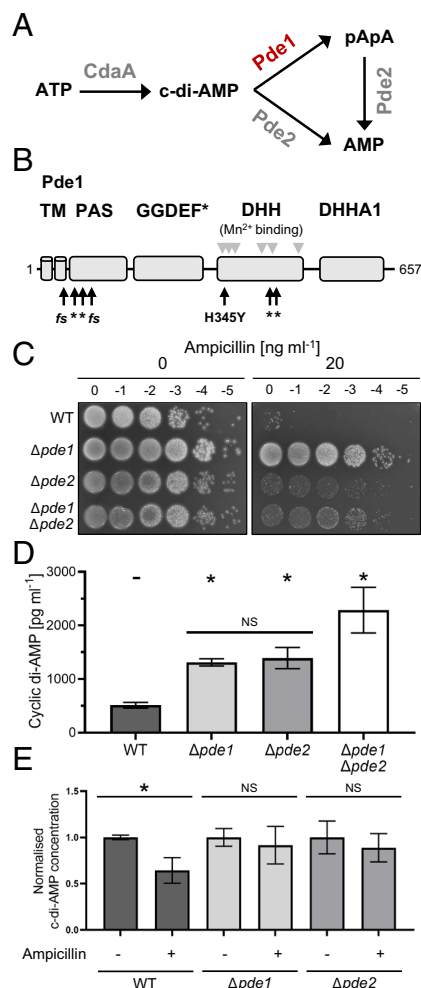 A
ATP CdaA c-di-AMP Pde1 pApA
Pde2 AMP Pde2
B
Pde1
TM PAS GGDEF* DHH DHHA1
(Mn²⁺ binding)
1 657
fs ** fs H345Y **
C
Ampicillin [ng ml⁻¹]
0 20
0 -1 -2 -3 -4 -5 0 -1 -2 -3 -4 -5
WT
Δpde1
Δpde2
Δpde1
Δpde2
D
Cyclic di-AMP [pg ml⁻¹]
3000
2000
1000
0
- * * *
NS
WT Δpde1 Δpde2 Δpde1
Δpde2
E
Normalised
c-di-AMP concentration
1.5
1.0
0.5
0.0
* NS NS
Ampicillin - + - + - +
WT Δpde1 Δpde2